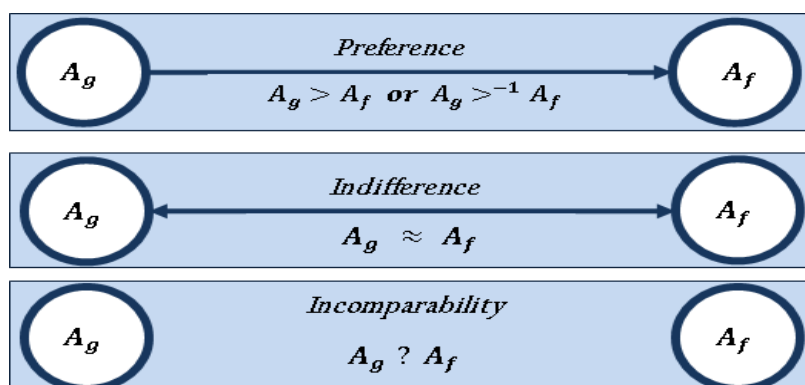 Preference
A_g A_f
A_g > A_f or A_g >⁻¹ A_f
Indifference
A_g A_f
A_g ≈ A_f
Incomparability
A_g A_f
A_g ? A_f